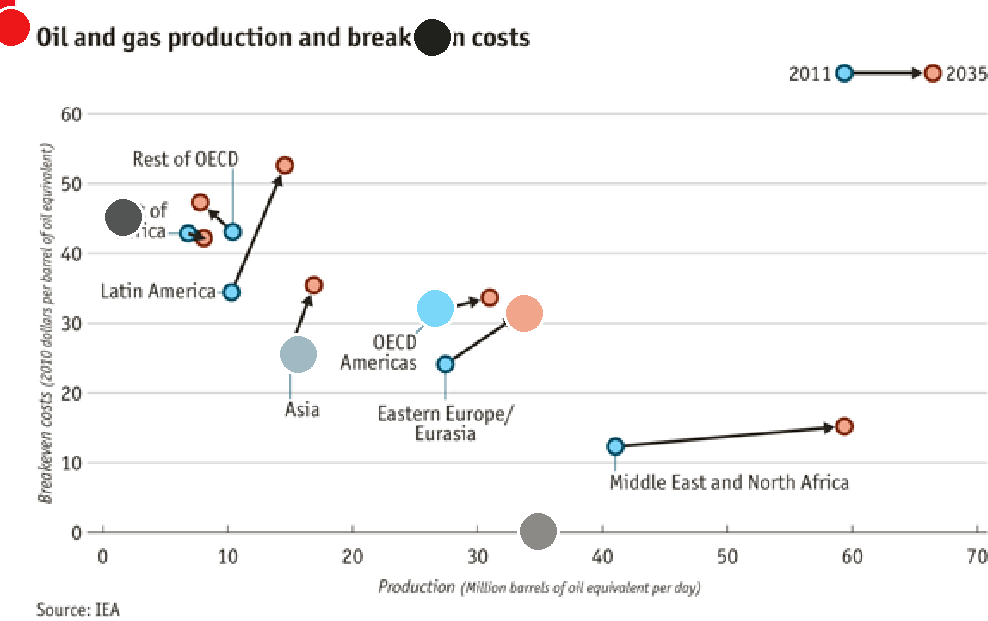 Oil and gas production and break n costs
2011 2035
Breakeven costs (2010 dollars per barrel of oil equivalent)
60
50
40
30
20
10
0
Rest of OECD
of
Latin America
Asia
OECD
Americas
Eastern Europe/
Eurasia
Middle East and North Africa
0 10 20 30 40 50 60 70
Production (Million barrels of oil equivalent per day)
Source: IEA